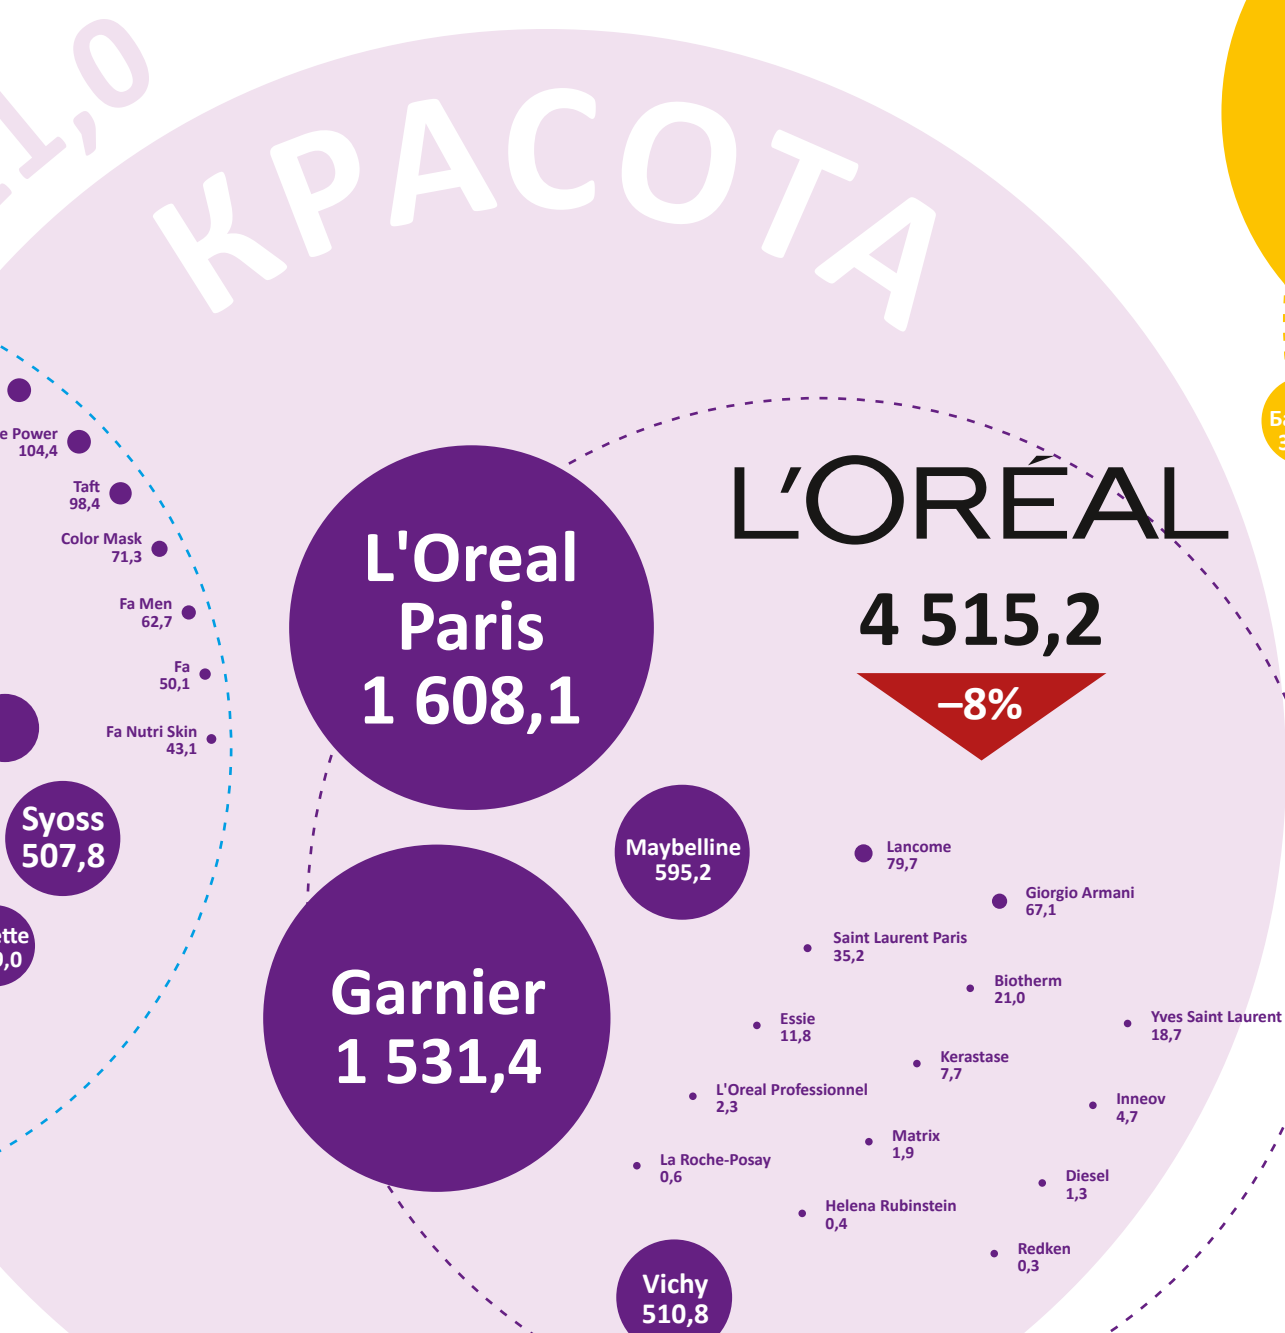 1,0
КРАСОТА
e Power
104,4
Taft
98,4
Color Mask
71,3
Fa Men
62,7
Fa
50,1
Fa Nutri Skin
43,1
Syoss
507,8
L'Oreal
Paris
1 608,1
Garnier
1 531,4
L'ORÉAL
4 515,2
–8%
Maybelline
595,2
Lancome
79,7
Giorgio Armani
67,1
Saint Laurent Paris
35,2
Biotherm
21,0
Essie
11,8
Yves Saint Laurent
18,7
Kerastase
7,7
L'Oreal Professionnel
2,3
Inneov
4,7
Matrix
1,9
La Roche-Posay
0,6
Diesel
1,3
Helena Rubinstein
0,4
Redken
0,3
Vichy
510,8